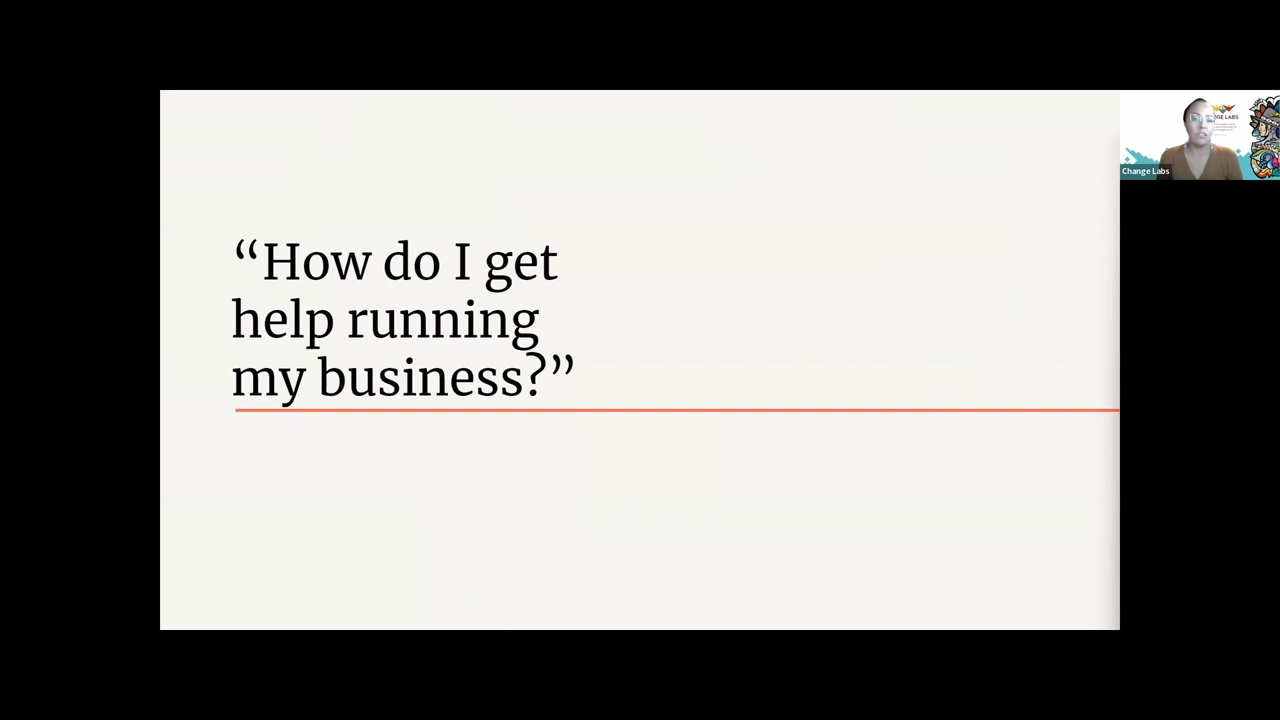 “How do I get
help running
my business?”
Change Labs